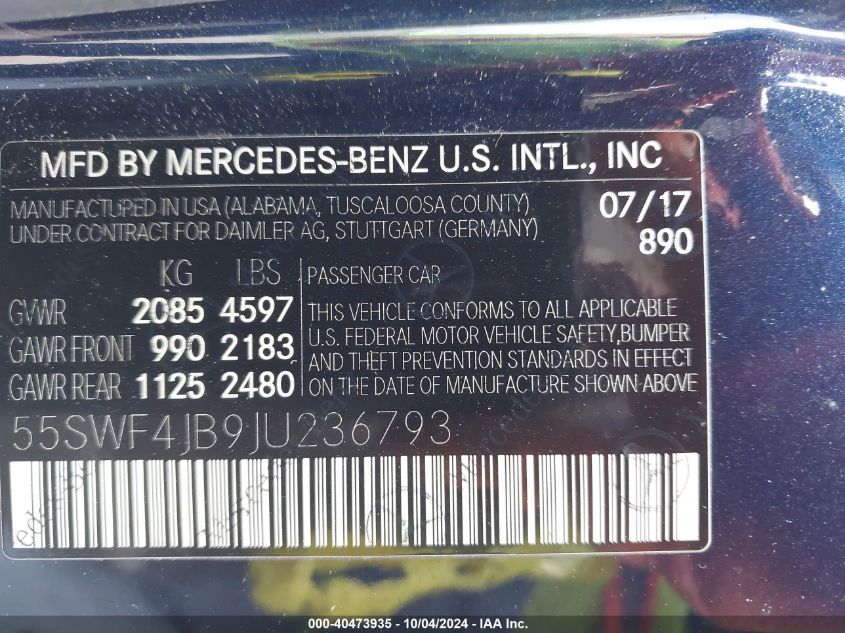 MFD BY MERCEDES-BENZ U.S. INTL., INC
MANUFACTURED IN USA (ALABAMA, TUSCALOOSA COUNTY) 07/17
UNDER CONTRACT FOR DAIMLER AG, STUTTGART (GERMANY) 890
KG LBS PASSENGER CAR
GVWR 2085 4597 THIS VEHICLE CONFORMS TO ALL APPLICABLE
U.S. FEDERAL MOTOR VEHICLE SAFETY,BUMPER
GAWR FRONT 990 2183 AND THEFT PREVENTION STANDARDS IN EFFECT
GAWR REAR 1125 2480 ON THE DATE OF MANUFACTURE SHOWN ABOVE
55SWF4JB9JU236793
000-40473935 - 10/04/2024 - IAA Inc.